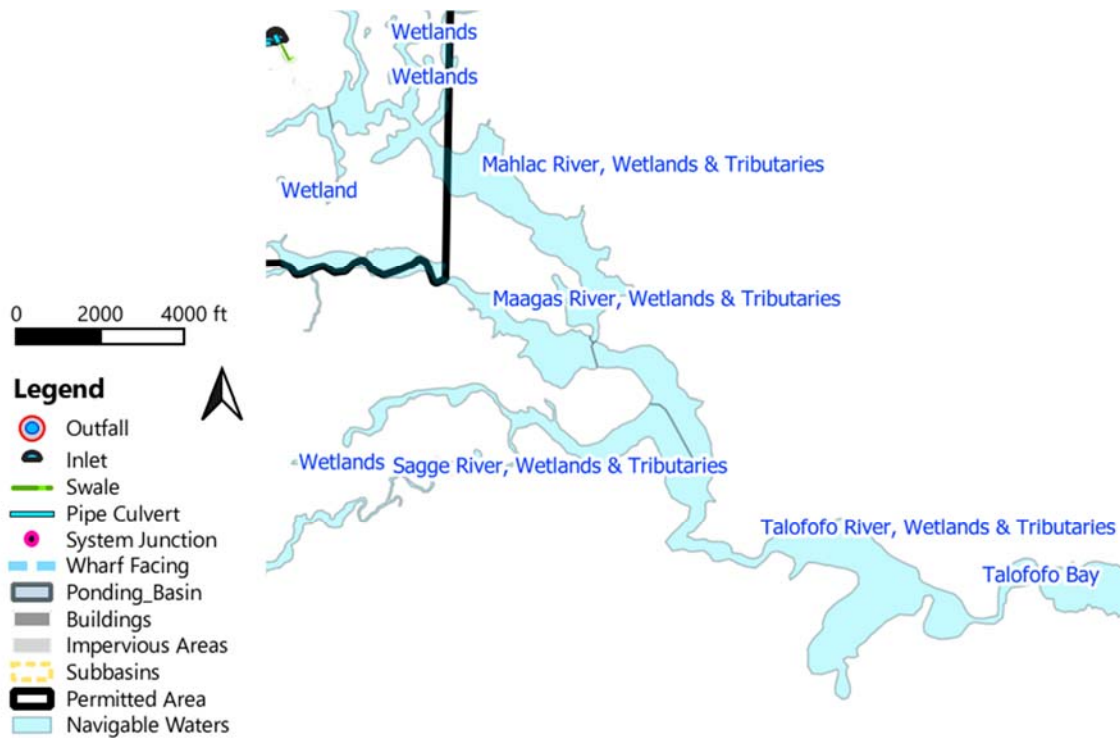 Wetlands
Wetlands
Mahlac River, Wetlands & Tributaries
Wetland
Maagas River, Wetlands & Tributaries
Wetlands
Sagge River, Wetlands & Tributaries
Talofofo River, Wetlands & Tributaries
Talofofo Bay
0 2000 4000 ft
Legend
Outfall
Inlet
Swale
Pipe Culvert
System Junction
Wharf Facing
Ponding_Basin
Buildings
Impervious Areas
Subbasins
Permitted Area
Navigable Waters